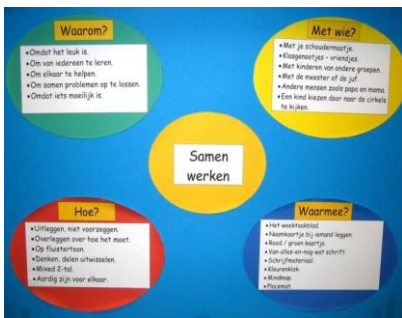 Waarom?
• Omdat het leuk is.
• Om van iedereen te leren.
• Om elkaar te helpen.
• Om samen problemen op te lossen.
• Omdat iets moeilijk is.
Met wie?
• Met je schoudermaatje.
• Klasgenootjes – vriendjes.
• Met kinderen van andere groepen.
• Met de meester of de juf.
• Andere mensen zoals papa en mama.
• Een kind kiezen door naar de cirkels
te kijken.
Samen
werken
Hoe?
• Uitleggen, niet voorzeggen.
• Overleggen over hoe het moet.
• Op fluistertoon.
• Denken, delen uitwisselen.
• Mixed 2-tal.
• Aardig zijn voor elkaar.
Waarmee?
• Het weektaakblad.
• Naamkaartje bij iemand leggen.
• Rood / groen kaartje.
• Van-alles-en-nog-wat schrift.
• Schrijfmateriaal.
• Kleurenklok.
• Mindmap.
• Placemat.